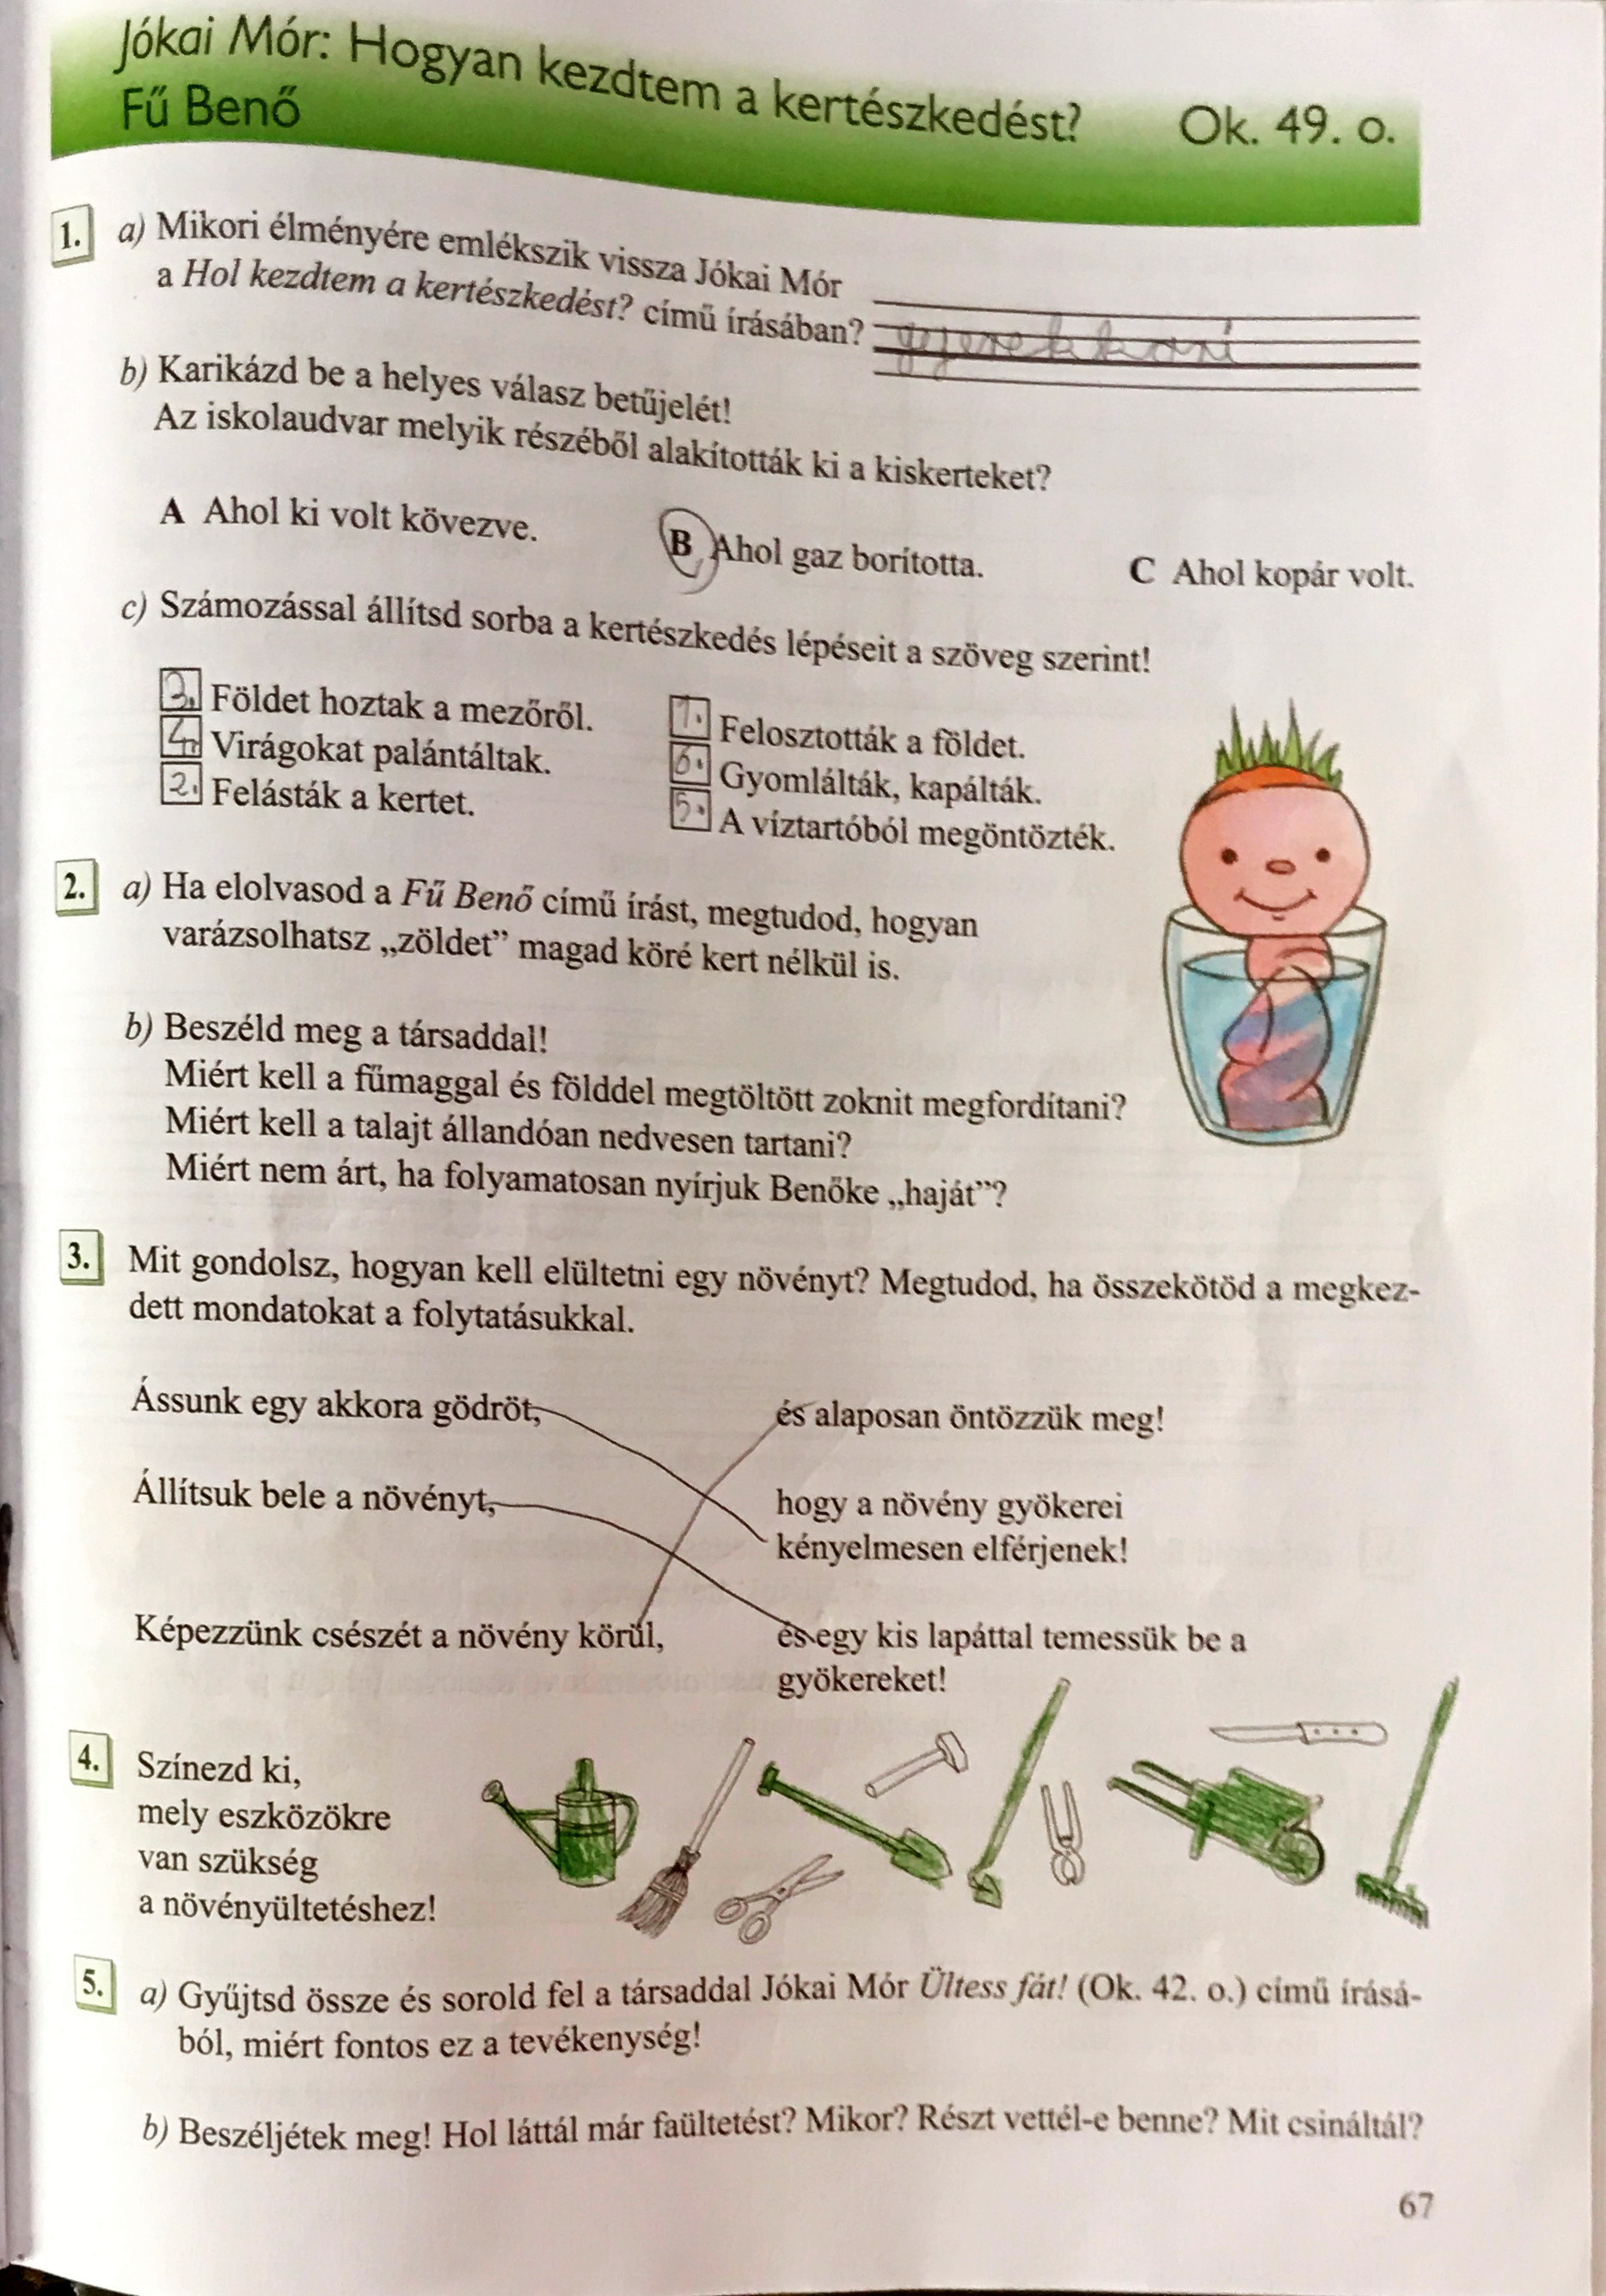 Jókai Mór: Hogyan kezdtem a kertészkedést?
Fű Benő
Ok. 49. o.
1. a) Mikori élményére emlékszik vissza Jókai Mór
a Hol kezdtem a kertészkedést? című írásában? gyerekkori
b) Karikázd be a helyes válasz betűjelét!
Az iskolaudvar melyik részéből alakították ki a kiskerteket?
A Ahol ki volt kövezve. B Ahol gaz borította. C Ahol kopár volt.
c) Számozással állítsd sorba a kertészkedés lépéseit a szöveg szerint!
3. Földet hoztak a mezőről. 1. Felosztották a földet.
4. Virágokat palántáltak. 6. Gyomlálták, kapálták.
2. Felásták a kertet. 5. A víztartóból megöntözték.
2. a) Ha elolvasod a Fű Benő című írást, megtudod, hogyan
varázsolhatsz „zöldet” magad köré kert nélkül is.
b) Beszéld meg a társaddal!
Miért kell a fűmaggal és földdel megtöltött zoknit megfordítani?
Miért kell a talajt állandóan nedvesen tartani?
Miért nem árt, ha folyamatosan nyírjuk Benőke „haját”?
3. Mit gondolsz, hogyan kell elültetni egy növényt? Megtudod, ha összekötöd a megkez-
dett mondatokat a folytatásukkal.
Ássunk egy akkora gödröt, és alaposan öntözzük meg!
Állítsuk bele a növényt, hogy a növény gyökerei
kényelmesen elférjenek!
Képezzünk csészét a növény körül, és egy kis lapáttal temessük be a
gyökereket!
4. Színezd ki,
mely eszközökre
van szükség
a növényültetéshez!
5. a) Gyűjtsd össze és sorold fel a társaddal Jókai Mór Ültess fát! (Ok. 42. o.) című írásá-
ból, miért fontos ez a tevékenység!
b) Beszéljétek meg! Hol láttál már faültetést? Mikor? Részt vettél-e benne? Mit csináltál?
67